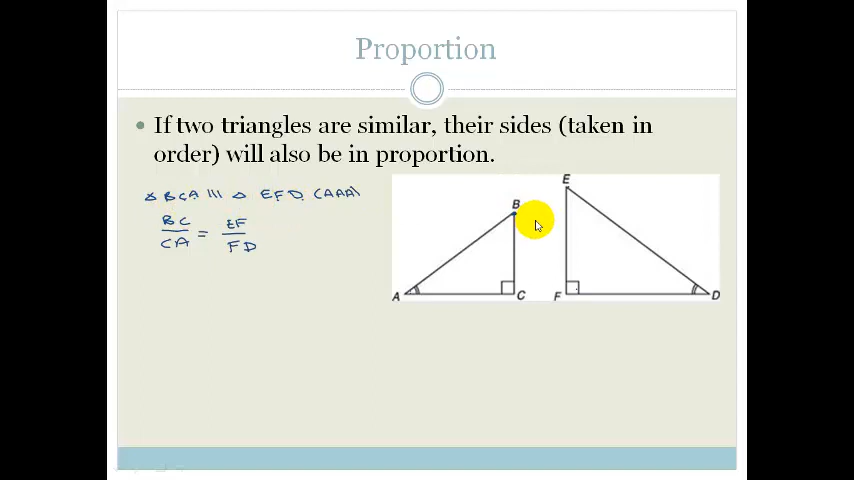 Proportion
If two triangles are similar, their sides (taken in
order) will also be in proportion.
△ BCA ||| △ EFD (AAA)
BC/CA = EF/FD
E
B
A
C
F
D